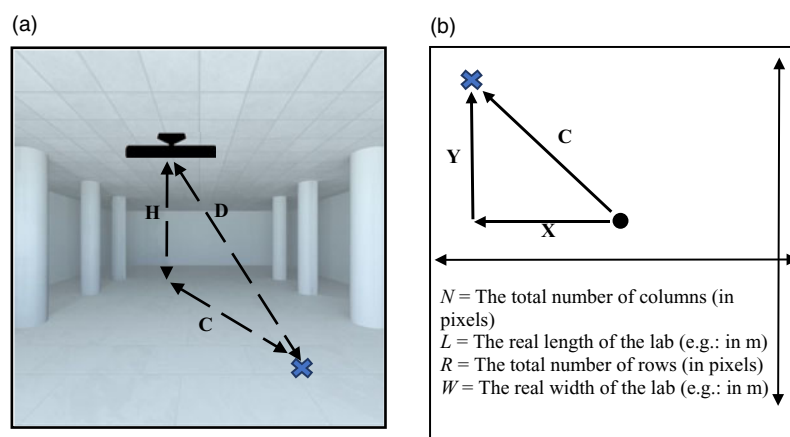 (a)
(b)
H
D
C
C
Y
X
N = The total number of columns (in
pixels)
L = The real length of the lab (e.g.: in m)
R = The total number of rows (in pixels)
W = The real width of the lab (e.g.: in m)